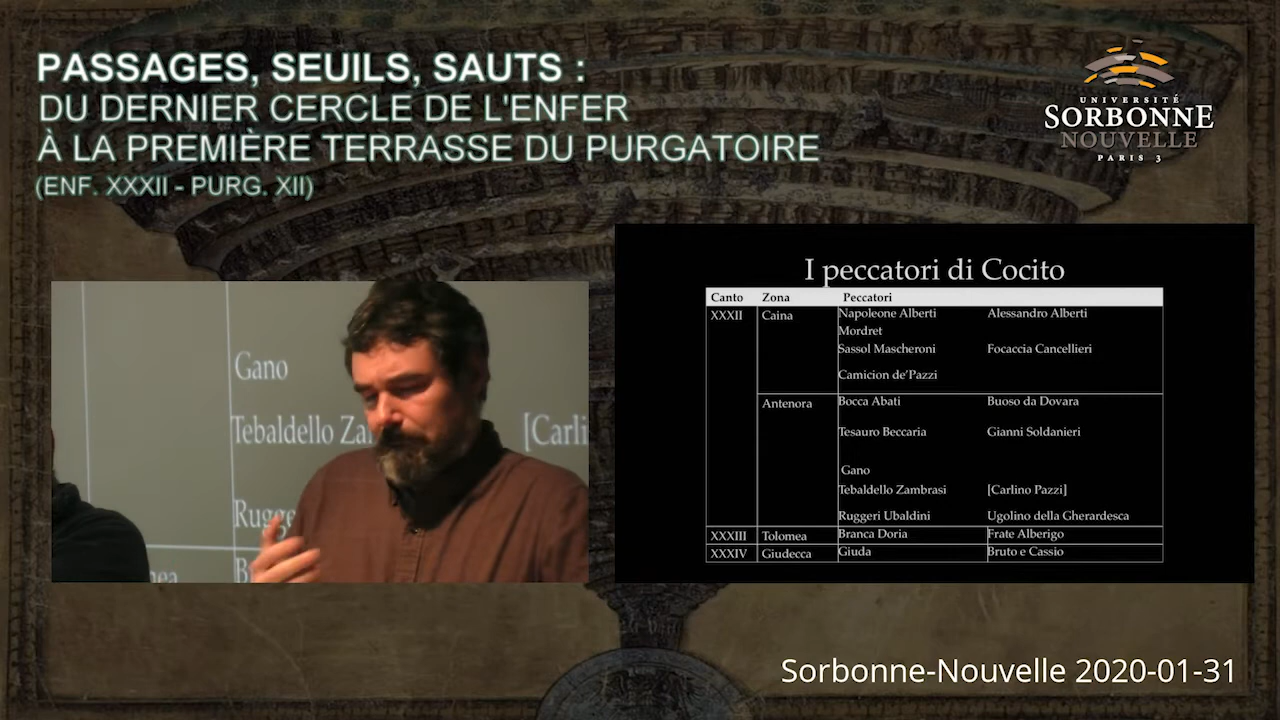 PASSAGES, SEUILS, SAUTS :
DU DERNIER CERCLE DE L'ENFER
À LA PREMIÈRE TERRASSE DU PURGATOIRE
(ENF. XXXII - PURG. XII)
UNIVERSITÉ
SORBONNE
NOUVELLE
PARIS 3
Gano
Tebaldello Za
[Carli
Rugge
I peccatori di Cocito
Canto Zona Peccatori
XXXII Caina Napoleone Alberti Alessandro Alberti
Mordret
Sassol Mascheroni Focaccia Cancellieri
Camicion de'Pazzi
Antenora Bocca Abati Buoso da Dovara
Tesauro Beccaria Gianni Soldanieri
Gano
Tebaldello Zambrasi [Carlino Pazzi]
Ruggeri Ubaldini Ugolino della Gherardesca
XXXIII Tolomea Branca Doria Frate Alberigo
XXXIV Giudecca Giuda Bruto e Cassio
Sorbonne-Nouvelle 2020-01-31